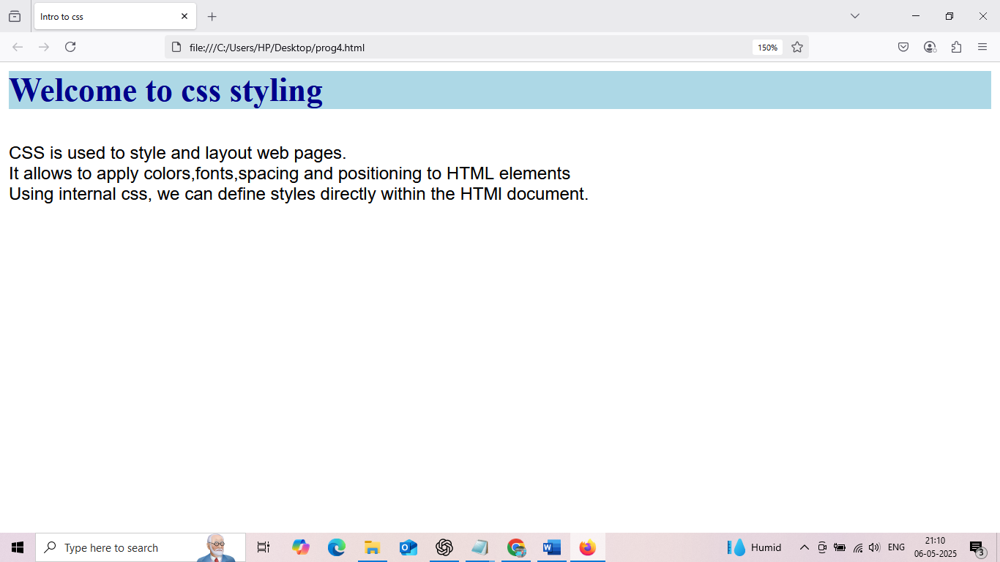 Intro to css
file:///C:/Users/HP/Desktop/prog4.html
150%
Welcome to css styling
CSS is used to style and layout web pages.
It allows to apply colors,fonts,spacing and positioning to HTML elements
Using internal css, we can define styles directly within the HTMl document.
Type here to search
Humid
ENG
21:10
06-05-2025
3